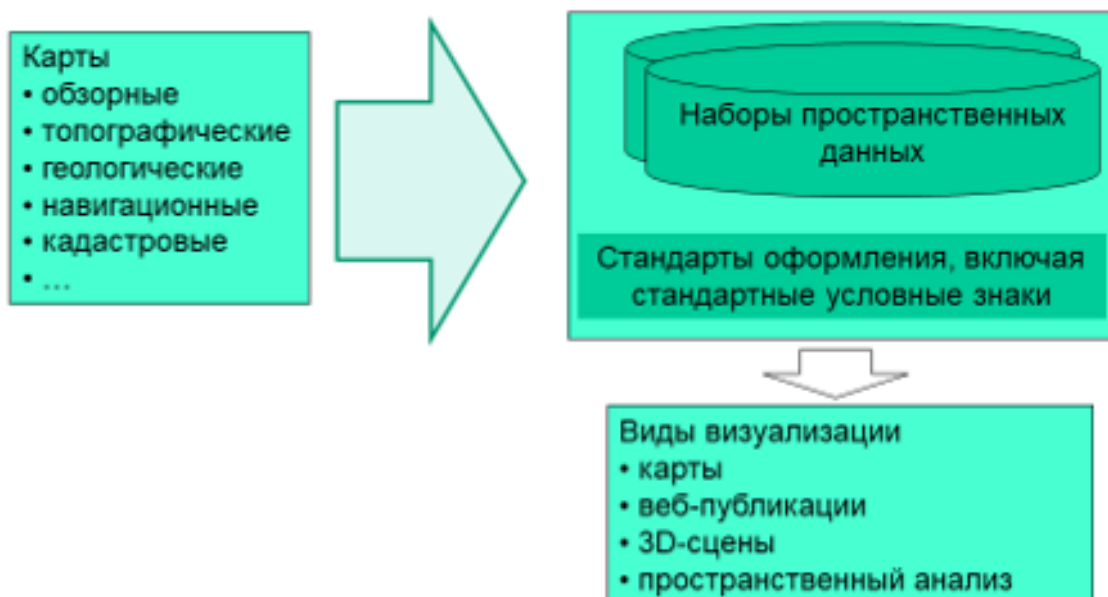 Карты
• обзорные
• топографические
• геологические
• навигационные
• кадастровые
• ...
Наборы пространственных
данных
Стандарты оформления, включая
стандартные условные знаки
Виды визуализации
• карты
• веб-публикации
• 3D-сцены
• пространственный анализ